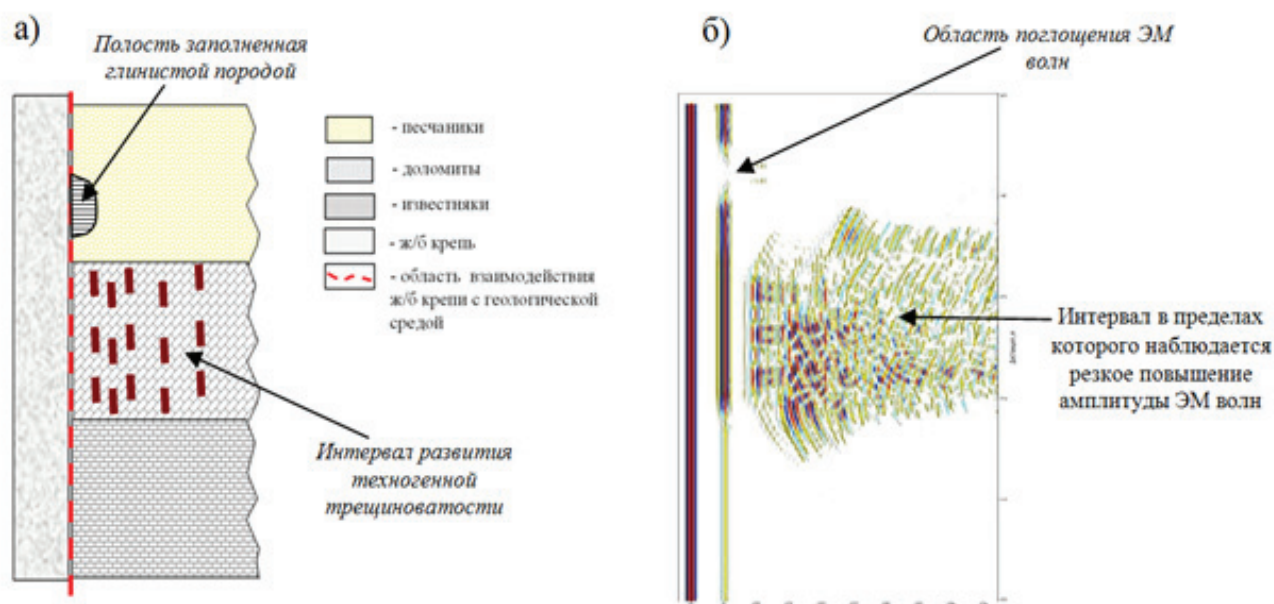 а)
Полость заполненная
глинистой породой
- песчаники
- доломиты
- известняки
- ж/б крепь
- область взаимодействия
ж/б крепи с геологической
средой
Интервал развития
техногенной
трещиноватости
б)
Область поглощения ЭМ
волн
Интервал в пределах
которого наблюдается
резкое повышение
амплитуды ЭМ волн